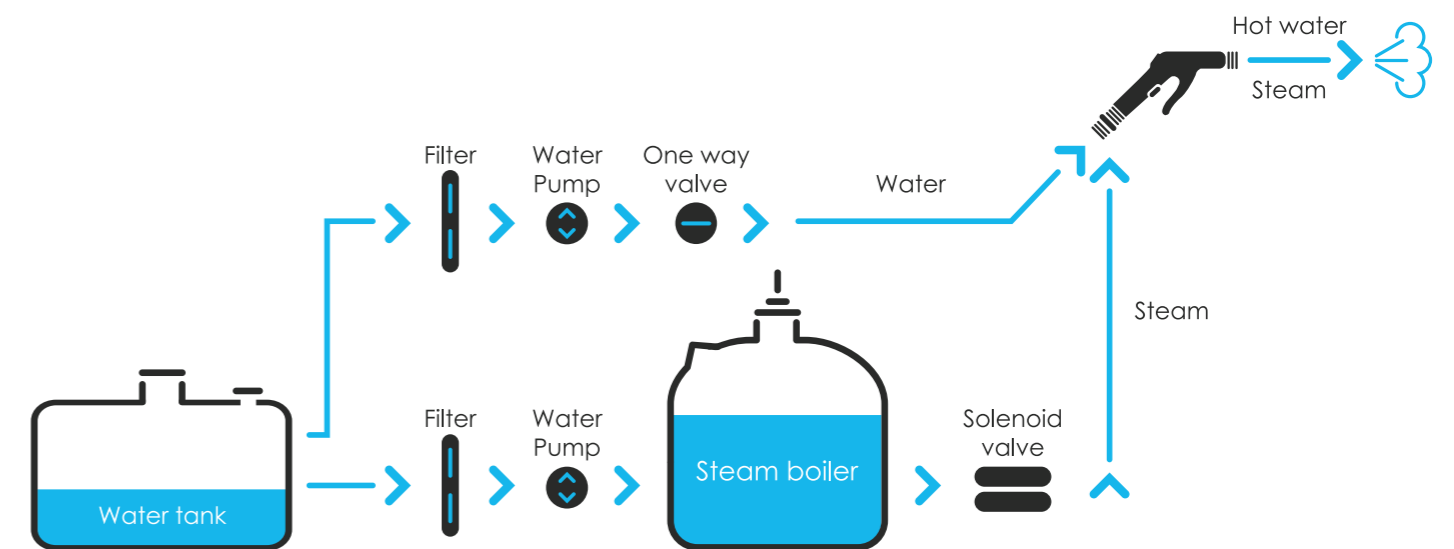 Hot water
Steam
Filter
Water
Pump
One way
valve
Water
Steam
Filter
Water
Pump
Solenoid
valve
Steam boiler
Water tank